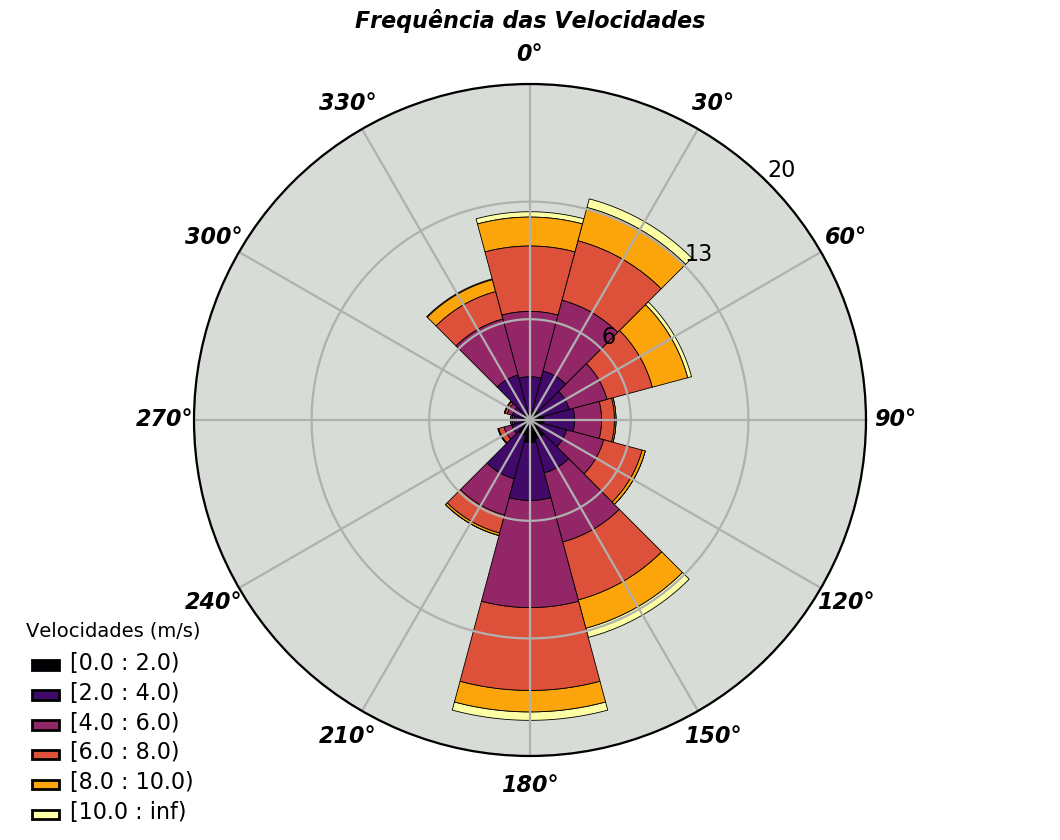 Frequência das Velocidades
0°
330°
30°
20
300°
60°
13
6
270°
90°
240°
120°
Velocidades (m/s)
[0.0 : 2.0)
[2.0 : 4.0)
[4.0 : 6.0)
[6.0 : 8.0)
[8.0 : 10.0)
[10.0 : inf)
210°
150°
180°